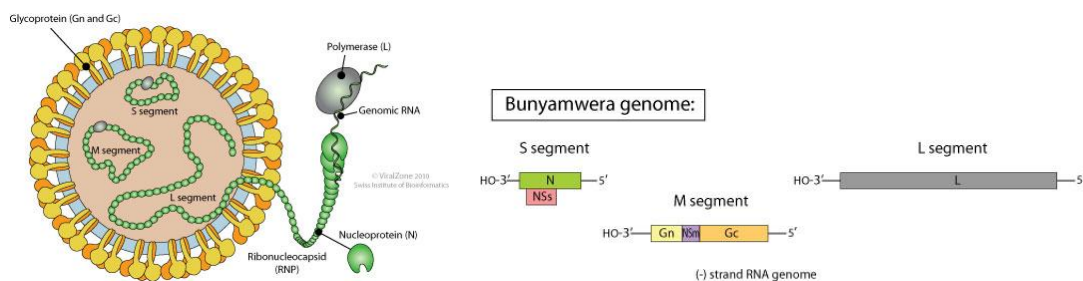 Glycoprotein (Gn and Gc)
Polymerase (L)
Genomic RNA
S segment
M segment
L segment
© ViralZone 2010
Swiss Institute of Bioinformatics
Nucleoprotein (N)
Ribonucleocapsid
(RNP)
Bunyamwera genome:
S segment
HO-3′ N 5′
NSs
L segment
HO-3′ L 5
M segment
HO-3′ Gn NSm Gc 5′
(-) strand RNA genome